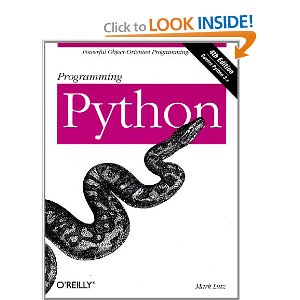 Click to LOOK INSIDE!
Powerful Object-Oriented Programming
4th Edition
Programming
Python
O'REILLY®
Mark Lutz